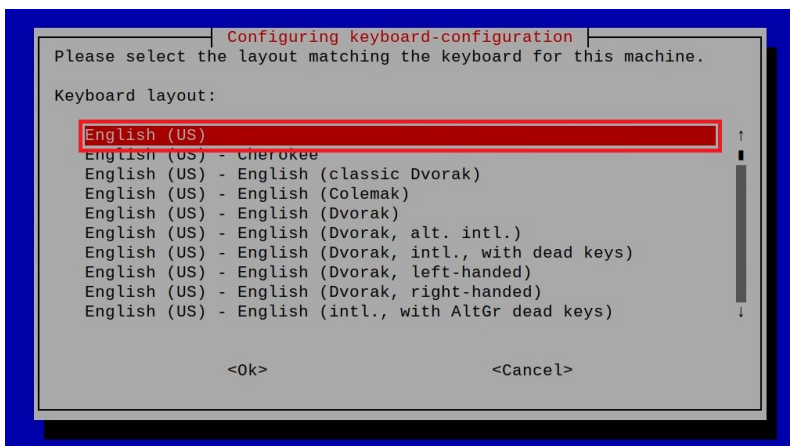 Configuring keyboard-configuration
Please select the layout matching the keyboard for this machine.
Keyboard layout:
English (US)
English (US) - Cherokee
English (US) - English (classic Dvorak)
English (US) - English (Colemak)
English (US) - English (Dvorak)
English (US) - English (Dvorak, alt. intl.)
English (US) - English (Dvorak, intl., with dead keys)
English (US) - English (Dvorak, left-handed)
English (US) - English (Dvorak, right-handed)
English (US) - English (intl., with AltGr dead keys)
<Ok> <Cancel>